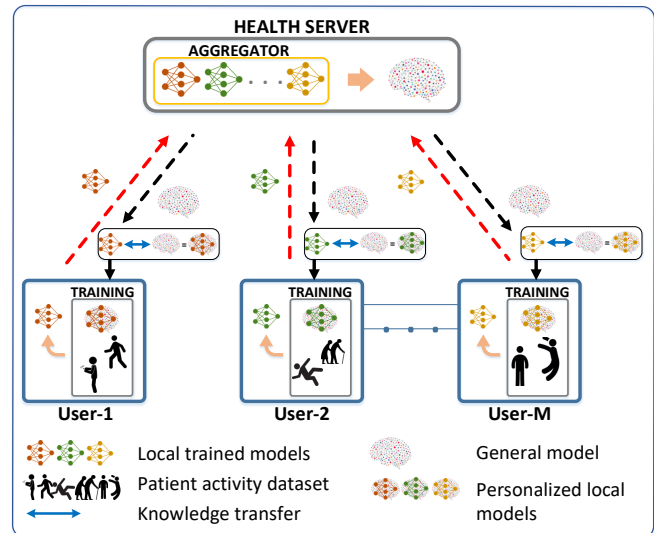 HEALTH SERVER
AGGREGATOR
TRAINING
TRAINING
TRAINING
User-1
User-2
User-M
Local trained models
General model
Patient activity dataset
Personalized local
models
Knowledge transfer